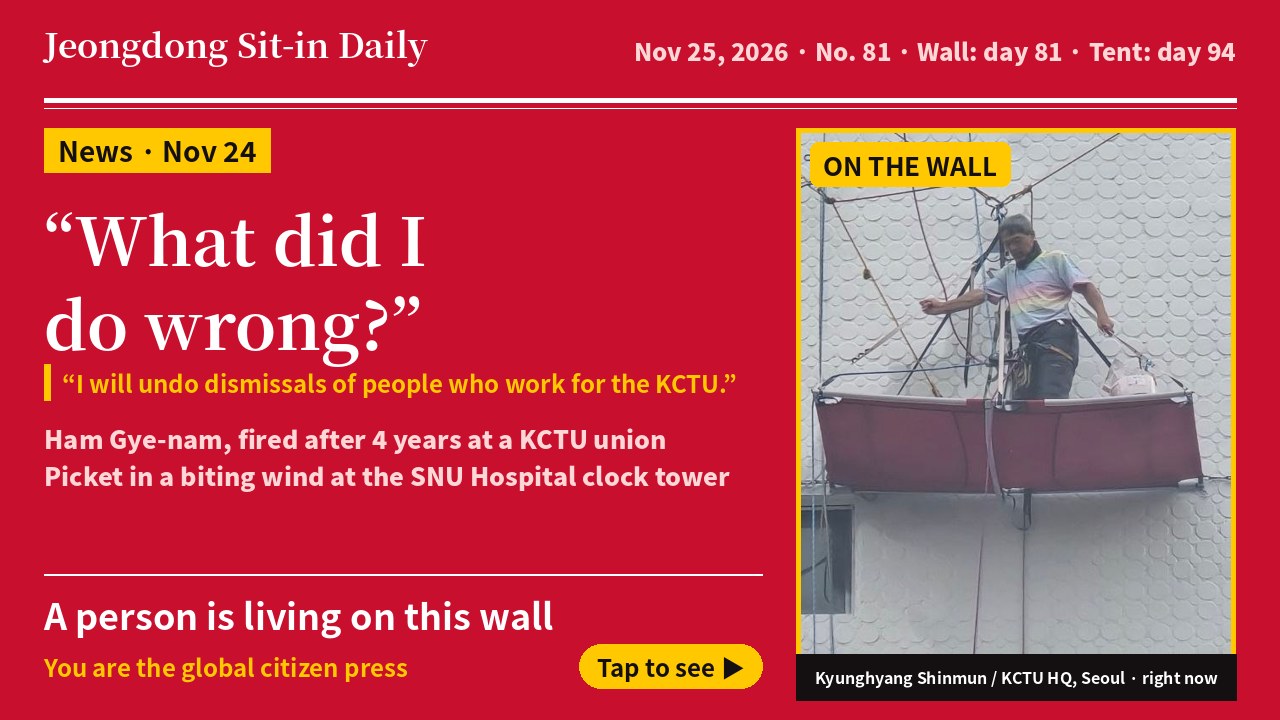 Jeongdong Sit-in Daily
Nov 25, 2026 · No. 81 · Wall: day 81 · Tent: day 94
News · Nov 24
“What did I
do wrong?”
“I will undo dismissals of people who work for the KCTU.”
Ham Gye-nam, fired after 4 years at a KCTU union
Picket in a biting wind at the SNU Hospital clock tower
A person is living on this wall
You are the global citizen press
Tap to see ▶
ON THE WALL
Kyunghyang Shinmun / KCTU HQ, Seoul · right now